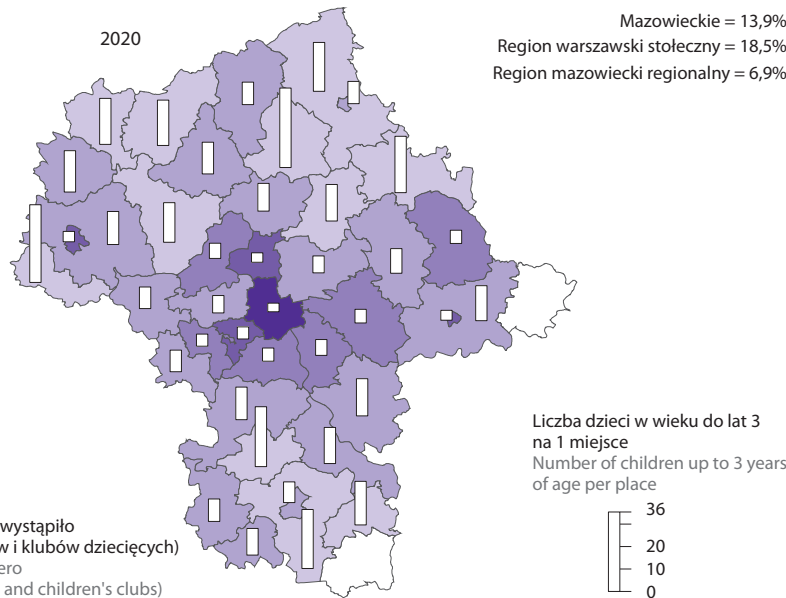 2020
Mazowieckie = 13,9%
Region warszawski stołeczny = 18,5%
Region mazowiecki regionalny = 6,9%
Liczba dzieci w wieku do lat 3
na 1 miejsce
Number of children up to 3 years
of age per place
36
20
10
0
wystąpiło
i klubów dziecięcych)
ero
and children's clubs)